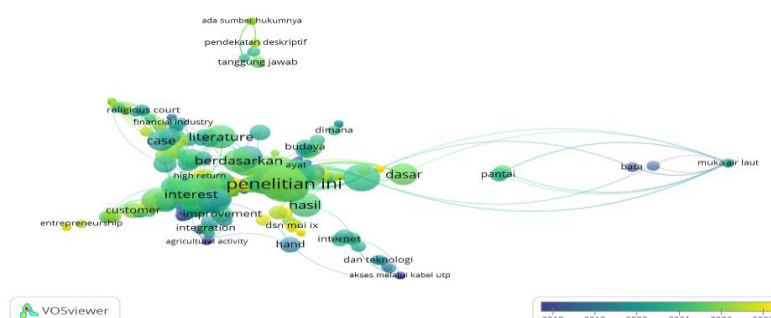 ada sumber hukumnya
pendekatan deskriptif
tanggung jawab
religious court
financial industry
case
literature
dimana
budaya
berdasarkan
ayat
high return
penelitian ini
dasar
pantai
bata
muka air laut
interest
hasil
customer
improvement
entrepreneurship
integration
dsn mui ix
agricultural activity
hand
internet
dan teknologi
akses melalui kabel utp
VOSviewer